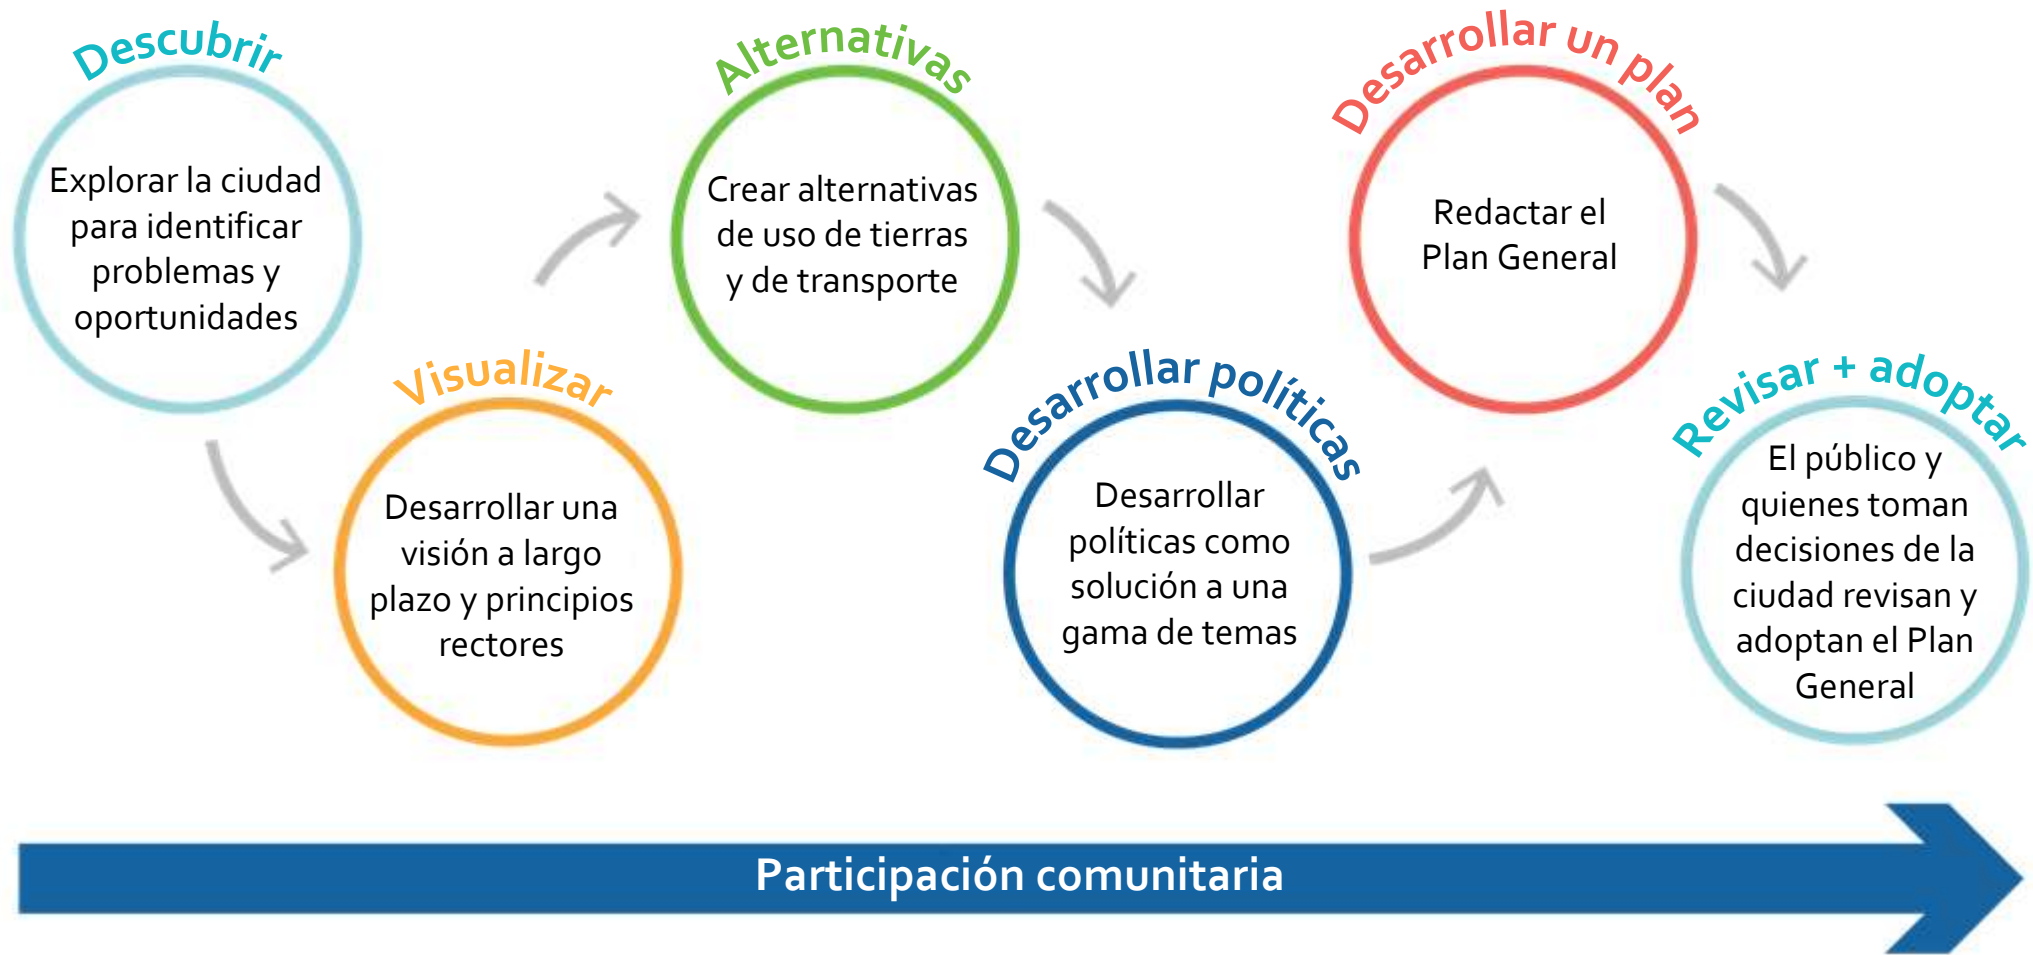 Descubrir
Explorar la ciudad
para identificar
problemas y
oportunidades
Visualizar
Desarrollar una
visión a largo
plazo y principios
rectores
Alternativas
Crear alternativas
de uso de tierras
y de transporte
Desarrollar políticas
Desarrollar
políticas como
solución a una
gama de temas
Desarrollar un plan
Redactar el
Plan General
Revisar + adoptar
El público y
quienes toman
decisiones de la
ciudad revisan y
adoptan el Plan
General
Participación comunitaria